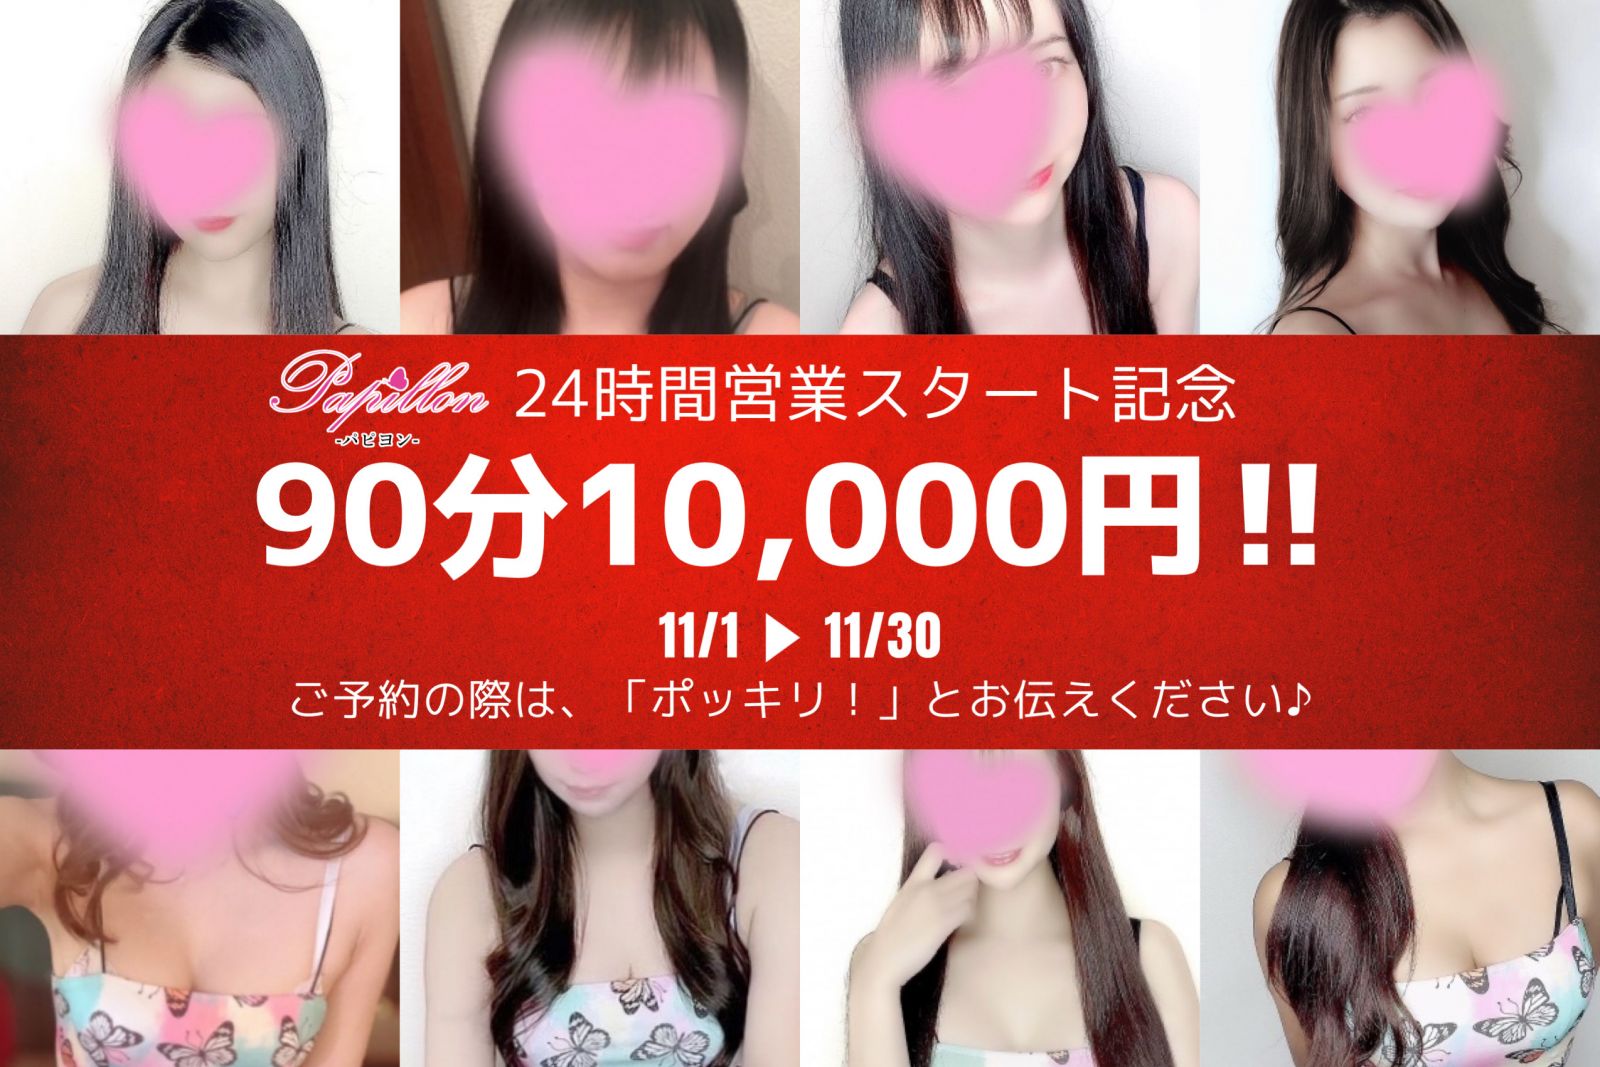 Papillon
-パピヨン-
24時間営業スタート記念
90分10,000円!!
11/1 ▶ 11/30
ご予約の際は、「ポッキリ！」とお伝えください♪